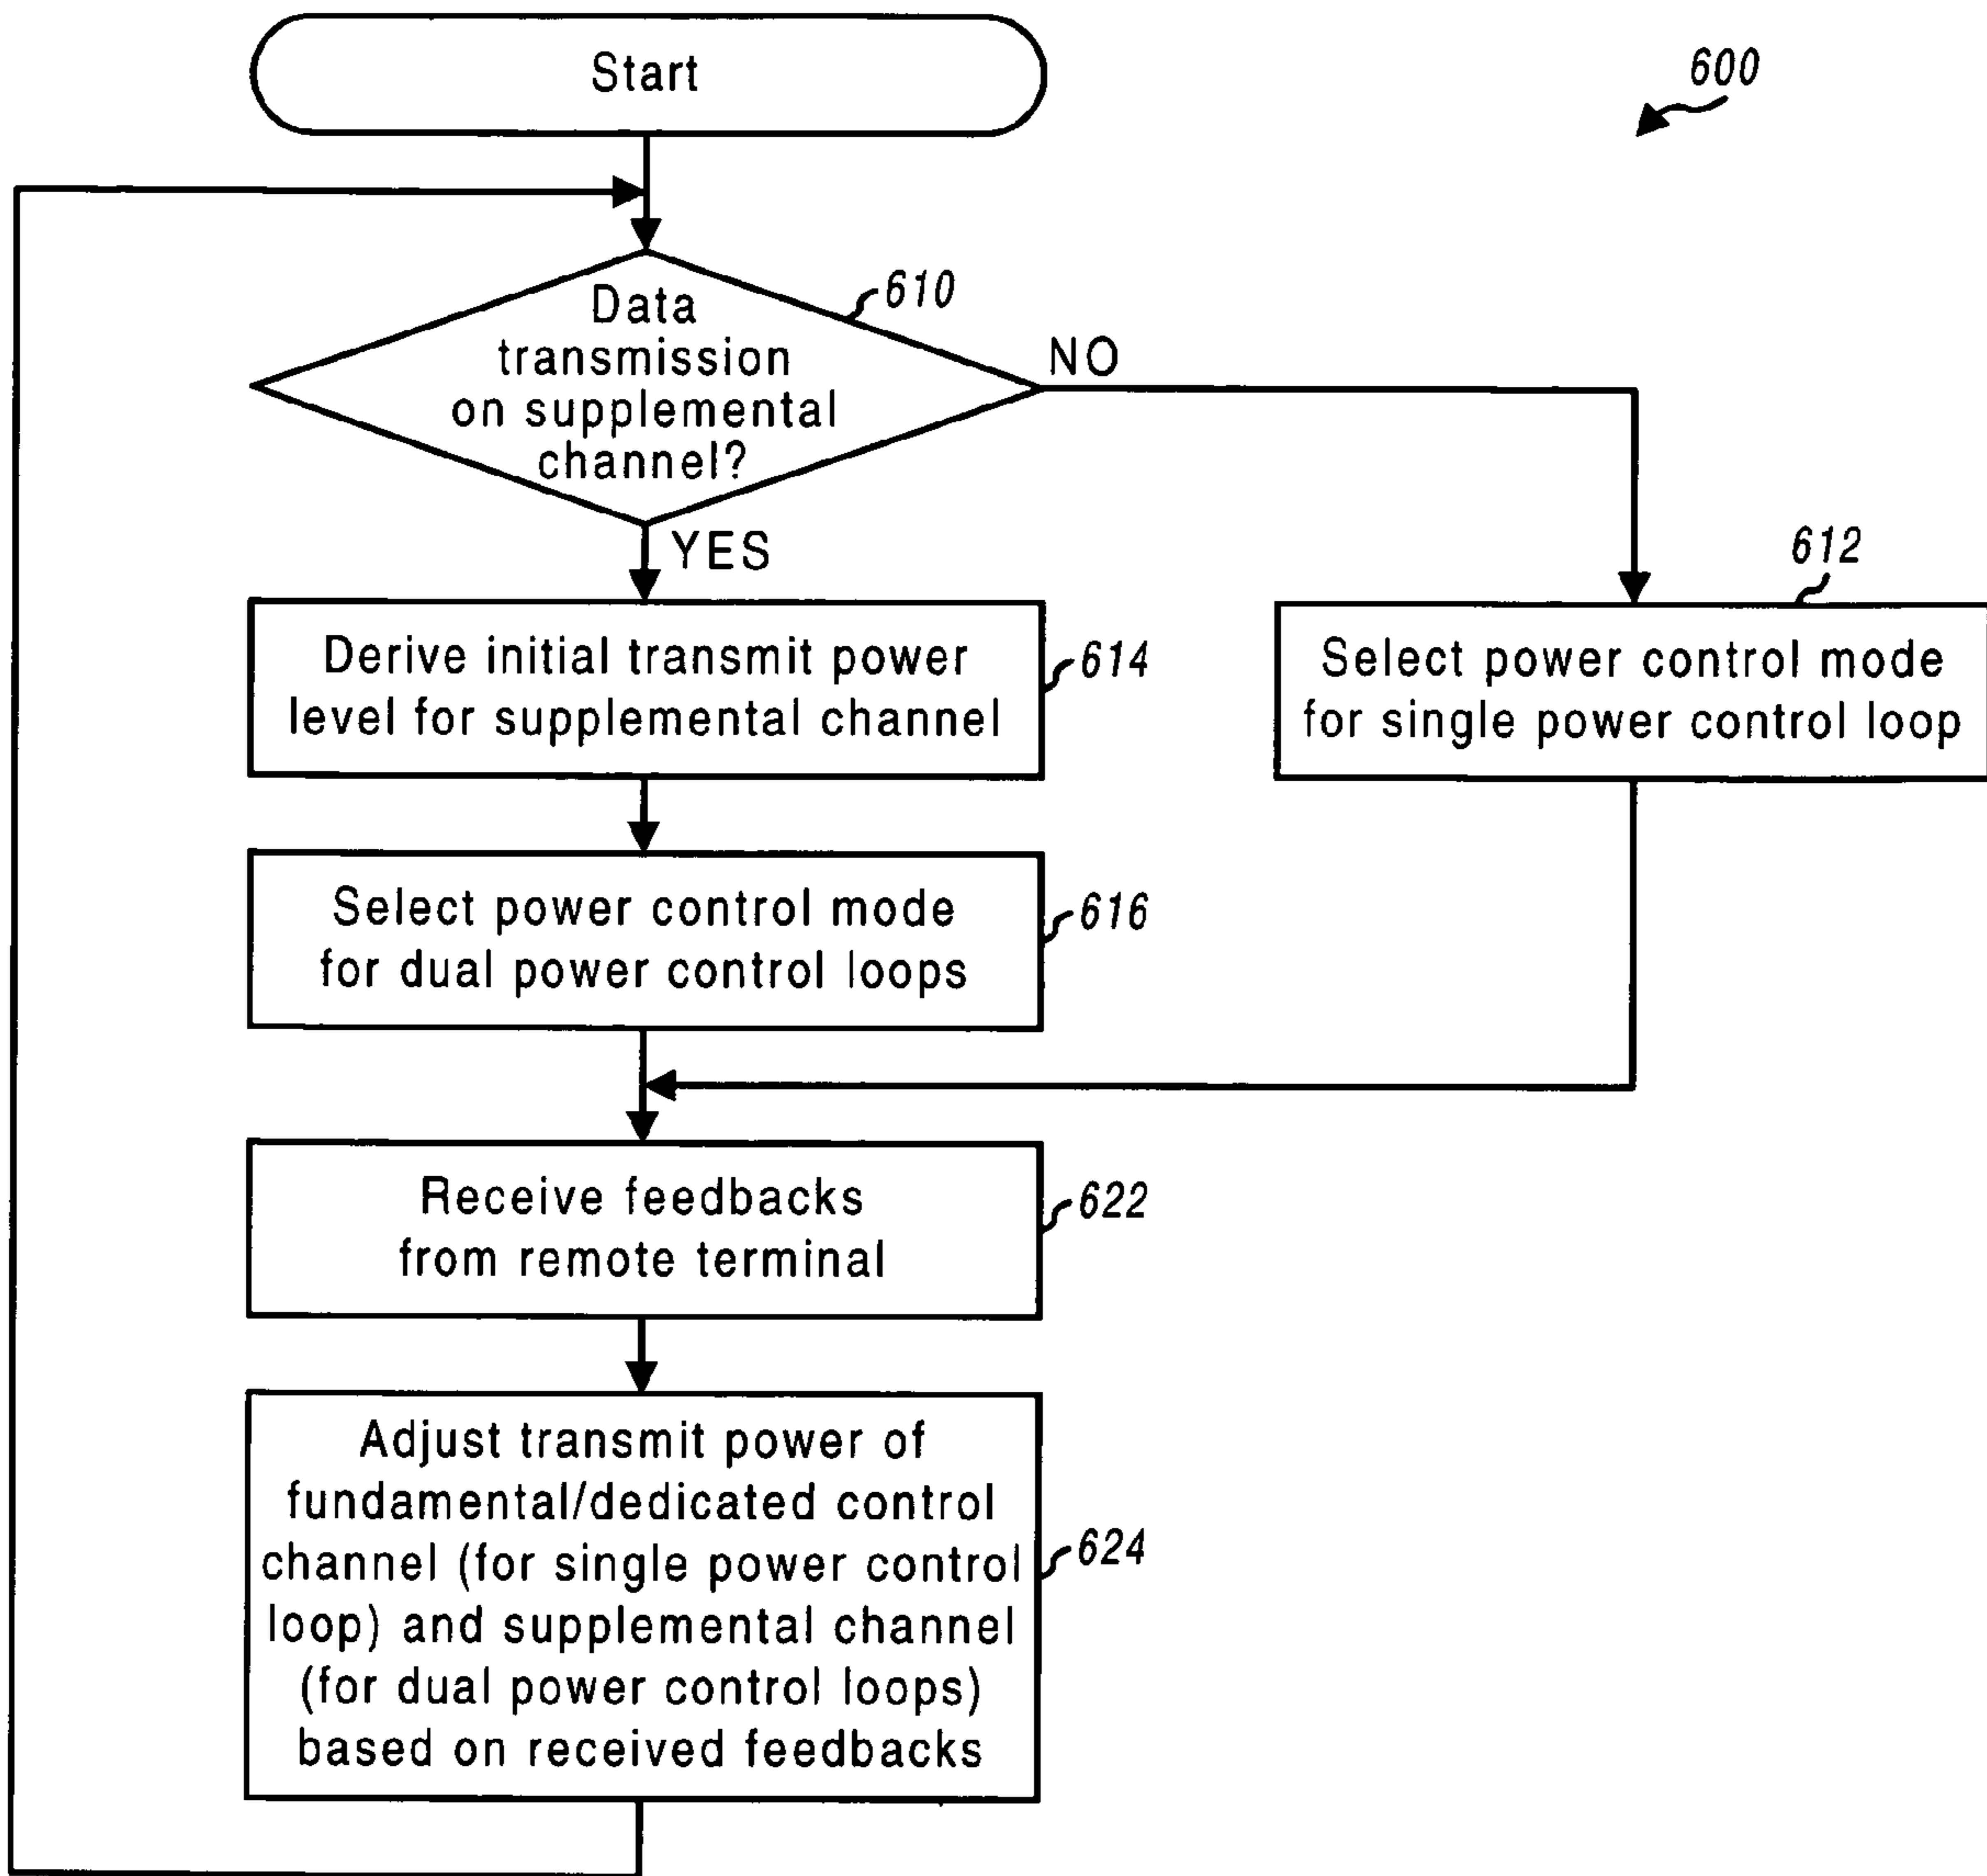 Start
600
Data
transmission
on supplemental
channel?
610
NO
YES
612
Derive initial transmit power
level for supplemental channel
614
Select power control mode
for single power control loop
Select power control mode
for dual power control loops
616
Receive feedbacks
from remote terminal
622
Adjust transmit power of
fundamental/dedicated control
channel (for single power control
loop) and supplemental channel
(for dual power control loops)
based on received feedbacks
624